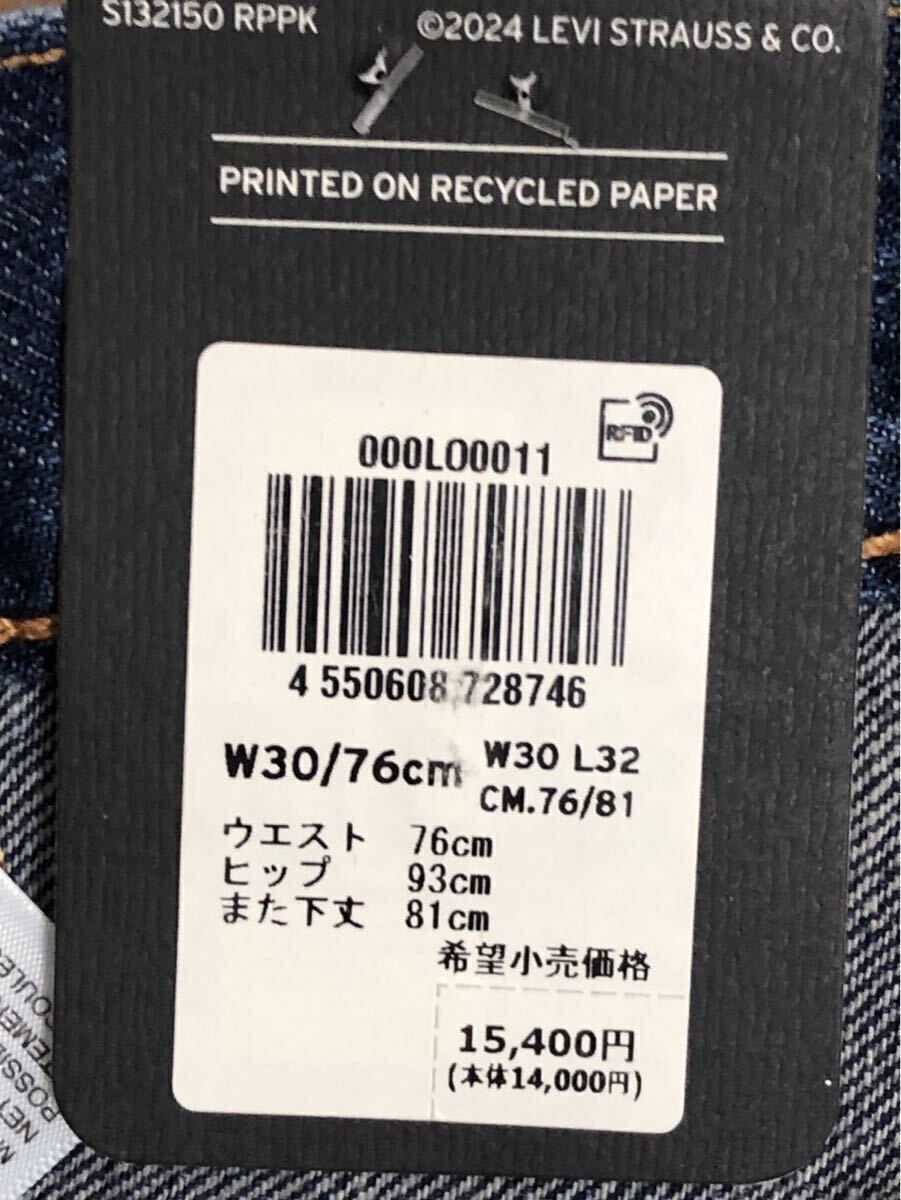 S132150 RPPK
©2024 LEVI STRAUSS & CO.
PRINTED ON RECYCLED PAPER
RFID
000LO0011
4 550608 728746
W30/76cm
W30 L32
CM.76/81
ウエスト 76cm
ヒップ 93cm
また下丈 81cm
希望小売価格
15,400円
(本体14,000円)